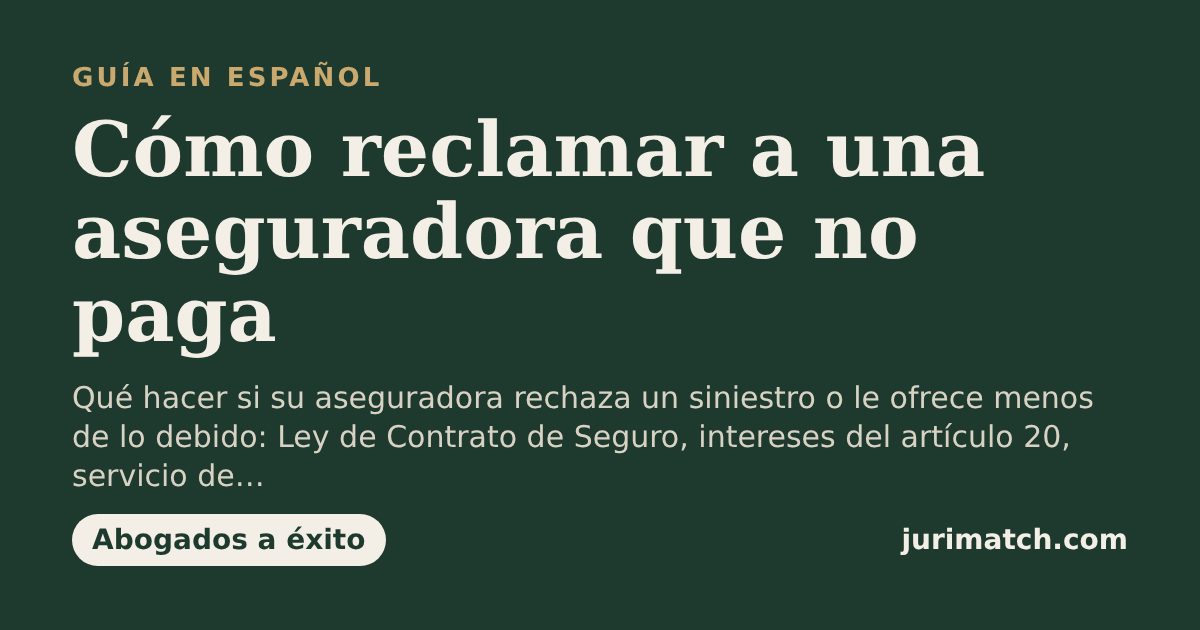 GUÍA EN ESPAÑOL
Cómo reclamar a una
aseguradora que no
paga
Qué hacer si su aseguradora rechaza un siniestro o le ofrece menos
de lo debido: Ley de Contrato de Seguro, intereses del artículo 20,
servicio de…
Abogados a éxito
jurimatch.com